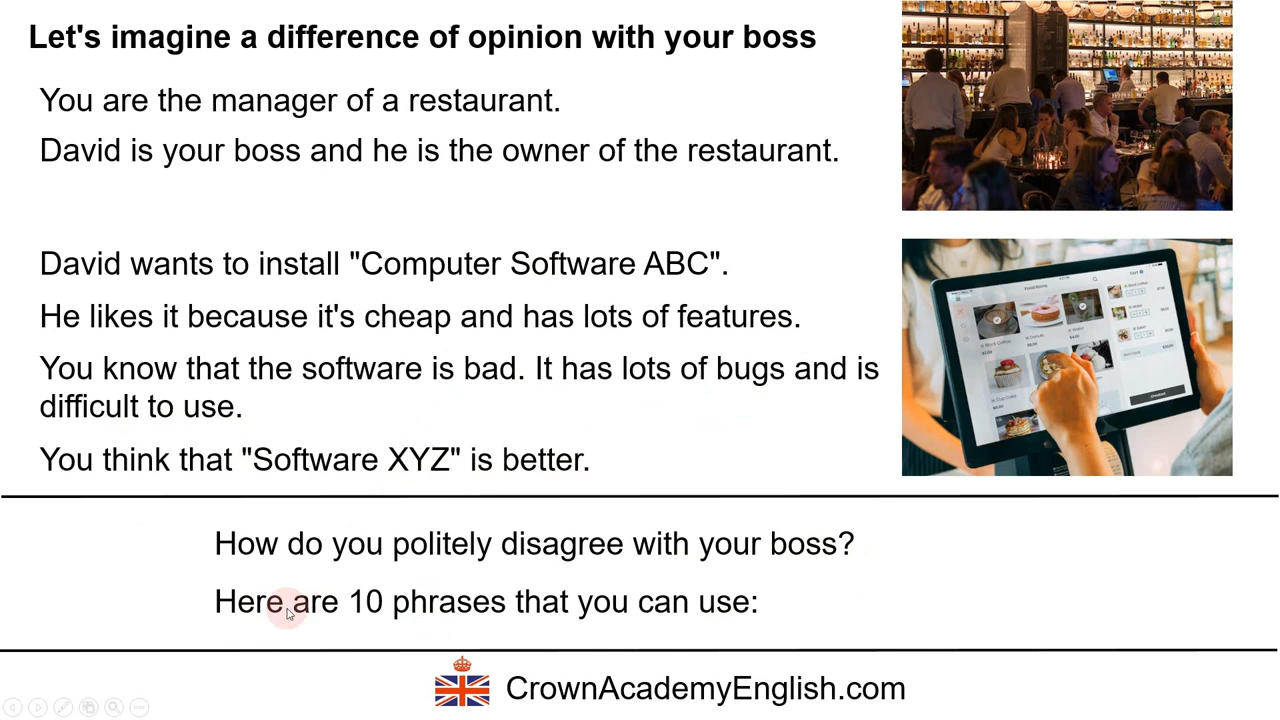 Let's imagine a difference of opinion with your boss
You are the manager of a restaurant.
David is your boss and he is the owner of the restaurant.
David wants to install "Computer Software ABC".
He likes it because it's cheap and has lots of features.
You know that the software is bad. It has lots of bugs and is
difficult to use.
You think that "Software XYZ" is better.
How do you politely disagree with your boss?
Here are 10 phrases that you can use:
CrownAcademyEnglish.com